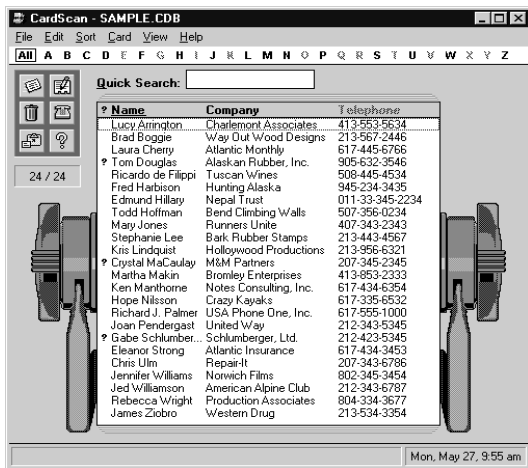 CardScan - SAMPLE.CDB
File Edit Sort Card View Help
All A B C D E F G H I J K L M N O P Q R S T U V W X Y Z
Quick Search:
? Name Company Telephone
Lucy Arrington Charlemont Associates 413-553-5634
Brad Boggie Way Out Wood Designs 213-567-2446
Laura Cherry Atlantic Monthly 617-445-6766
? Tom Douglas Alaskan Rubber, Inc. 905-632-3546
Ricardo de Filippi Tuscan Wines 508-445-4534
Fred Harbison Hunting Alaska 945-234-3435
Edmund Hillary Nepal Trust 011-33-345-2234
Todd Hoffman Bend Climbing Walls 507-356-0234
Mary Jones Runners Unite 407-343-2343
Stephanie Lee Bark Rubber Stamps 213-443-4567
Kris Lindquist Holloywood Productions 213-956-6321
? Crystal MaCaulay M&M Partners 207-345-2345
Martha Makin Bromley Enterprises 413-853-2333
Ken Manthorne Notes Consulting, Inc. 617-434-6354
Hope Nilsson Crazy Kayaks 617-335-6532
Richard J. Palmer USA Phone One, Inc. 617-555-1000
Joan Pendergast United Way 212-343-5345
? Gabe Schlumber... Schlumberger, Ltd. 212-423-5345
Eleanor Strong Atlantic Insurance 617-434-3453
Chris Ulm Repair-It 207-343-6786
Jennifer Williams Norwich Films 802-345-3454
Jed Williamson American Alpine Club 212-343-6787
Rebecca Wright Production Associates 804-334-3677
James Ziobro Western Drug 213-534-3354
24 / 24
Mon, May 27, 9:55 am